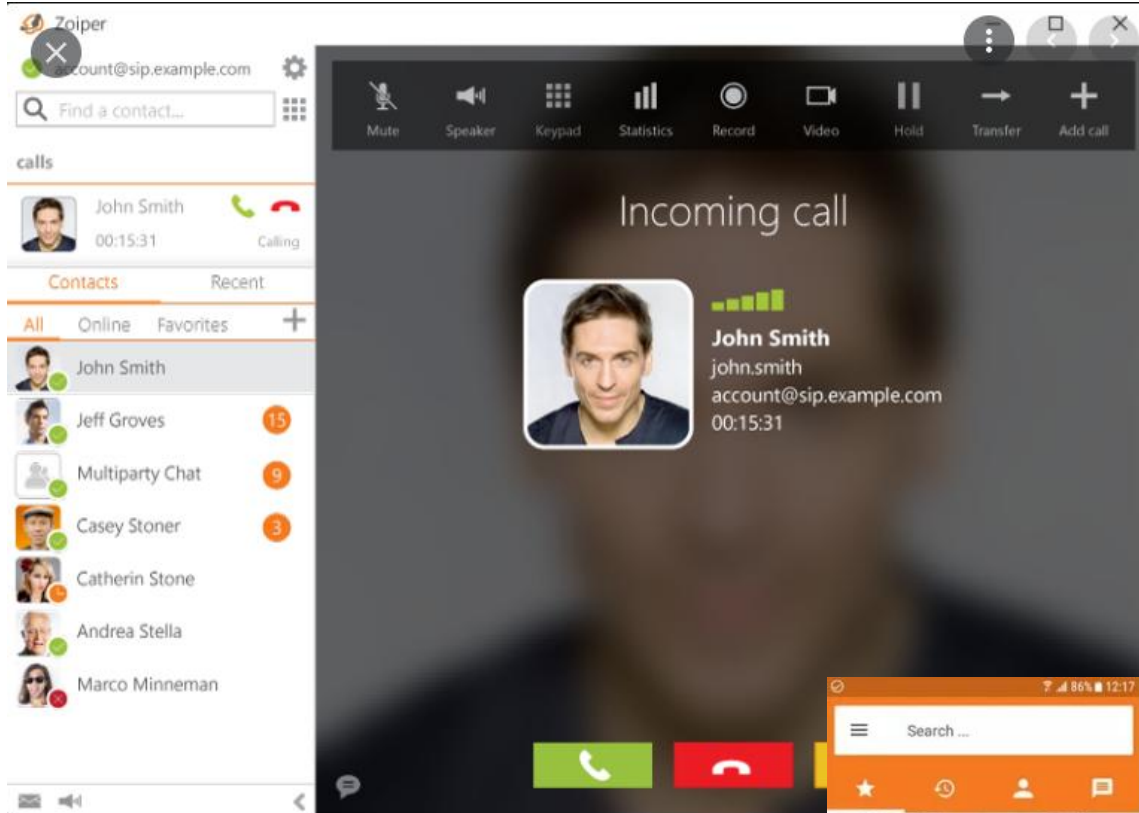 Zoiper
account@sip.example.com
Find a contact...
calls
John Smith
00:15:31
Calling
Contacts
Recent
All
Online
Favorites
John Smith
Jeff Groves
15
Multiparty Chat
9
Casey Stoner
3
Catherin Stone
Andrea Stella
Marco Minneman
Mute
Speaker
Keypad
Statistics
Record
Video
Hold
Transfer
Add call
Incoming call
John Smith
john.smith
account@sip.example.com
00:15:31
86% 12:17
Search ...